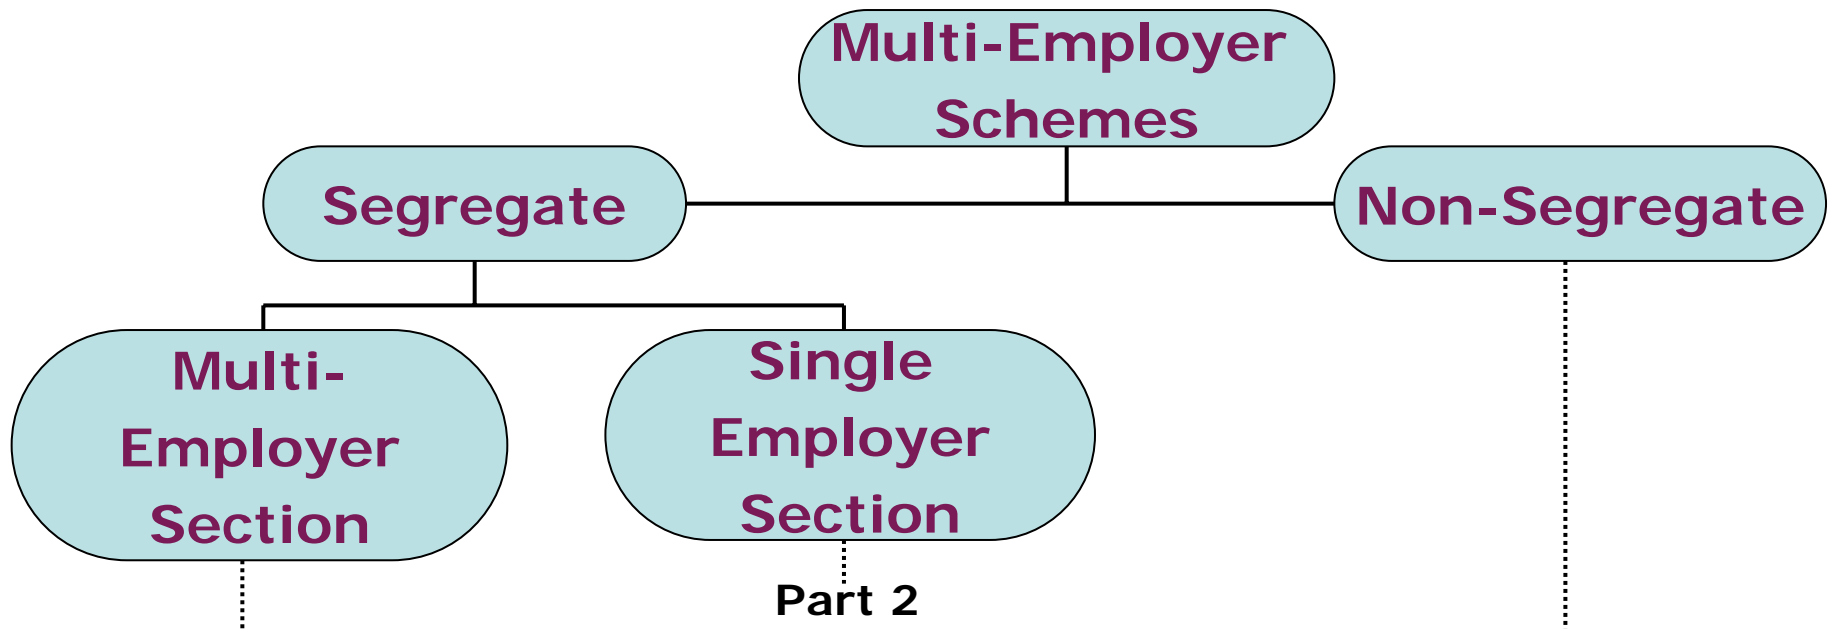 Multi-Employer
Schemes
Segregate
Non-Segregate
Multi-
Employer
Section
Single
Employer
Section
Part 2